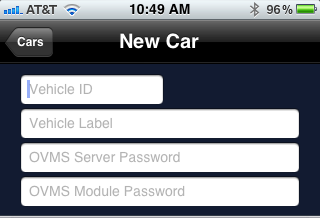 AT&T 10:49 AM 96%
Cars New Car
Vehicle ID
Vehicle Label
OVMS Server Password
OVMS Module Password